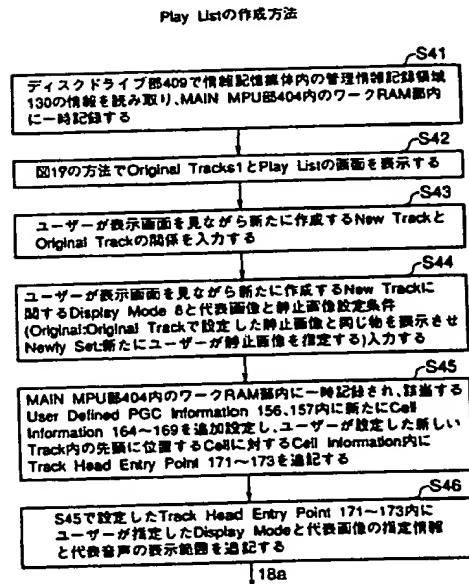 Play Listの作成方法
S41
ディスクドライブ部409で情報記憶媒体内の管理情報記録領域
130の情報を読み取り、MAIN MPU部404内のワークRAM部内
に一時記録する
S42
図19の方法でOriginal Tracks1とPlay Listの画面を表示する
S43
ユーザーが表示画面を見ながら新たに作成するNew Trackと
Original Trackの関係を入力する
S44
ユーザーが表示画面を見ながら新たに作成するNew Trackに
関するDisplay Mode 8と代表画像と静止画像設定条件
(Original:Original Trackで設定した静止画像と同じ物を表示させ
Newly Set:新たにユーザーが静止画像を指定する)入力する
S45
MAIN MPU部404内のワークRAM部内に一時記録され、該当する
User Defined PGC Information 156、157内に新たにCell
Information 164〜169を追加設定し、ユーザーが設定した新しい
Track内の先頭に位置するCellに対するCell Information内に
Track Head Entry Point 171〜173を追記する
S46
S45で設定したTrack Head Entry Point 171〜173内に
ユーザーが指定したDisplay Modeと代表画像の指定情報
と代表音声の表示範囲を追記する
18a